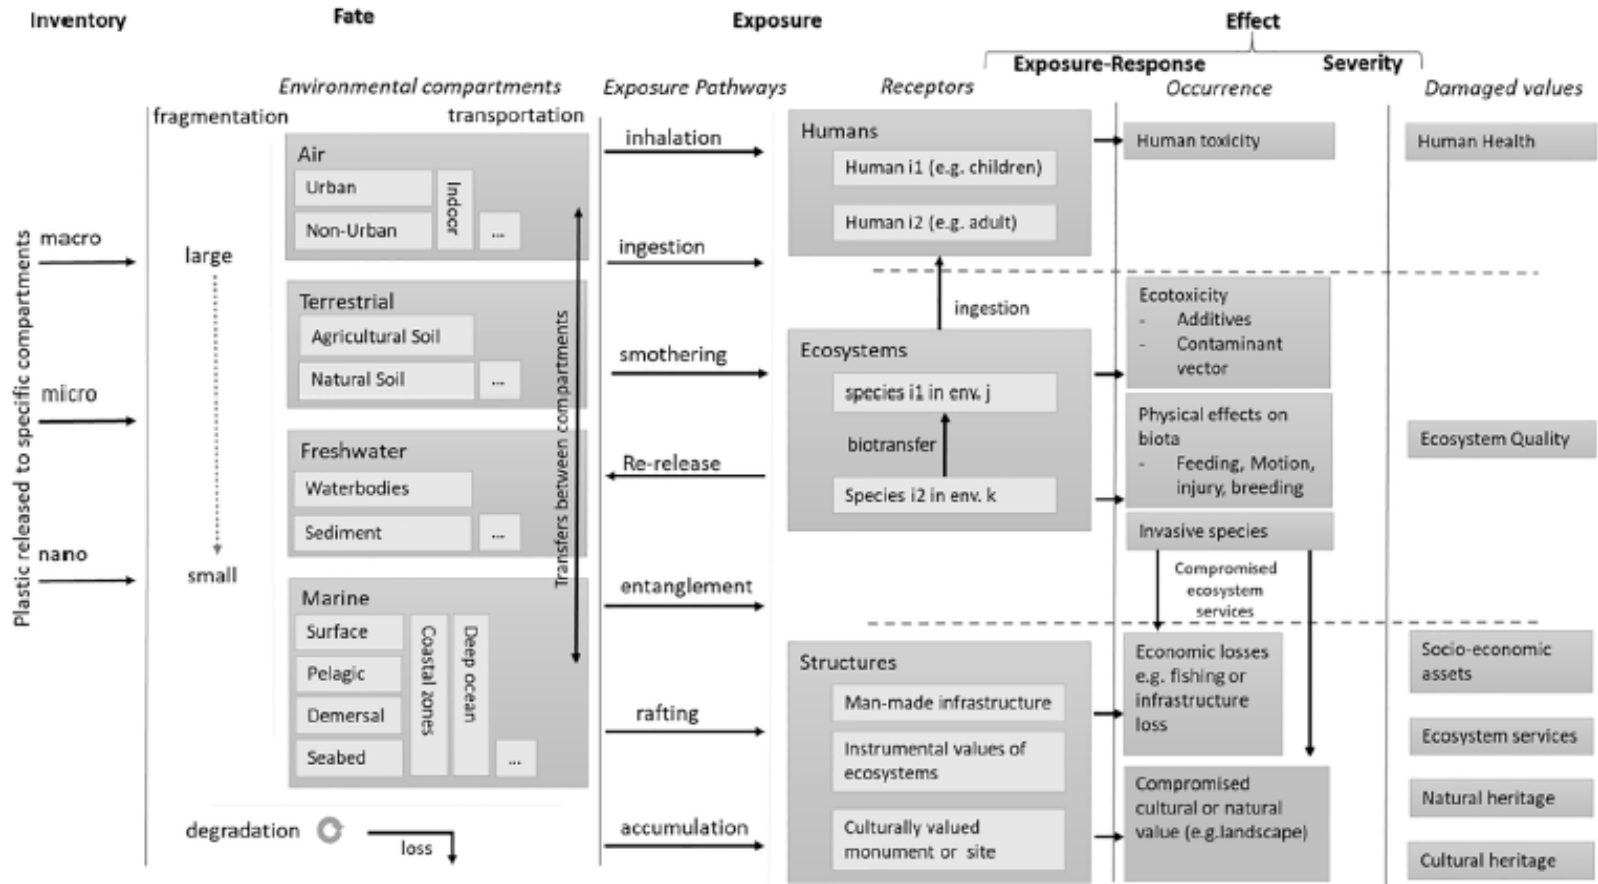 Inventory
Fate
Exposure
Effect
Exposure-Response
Severity
Environmental compartments
Exposure Pathways
Receptors
Occurrence
Damaged values
Plastic released to specific compartments
macro
micro
nano
fragmentation
large
small
transportation
Air
Urban
Non-Urban
Indoor
...
Terrestrial
Agricultural Soil
Natural Soil
...
Freshwater
Waterbodies
Sediment
...
Marine
Surface
Pelagic
Demersal
Seabed
Coastal zones
Deep ocean
...
Transfers between compartments
degradation
loss
inhalation
ingestion
smothering
Re-release
entanglement
rafting
accumulation
Humans
Human i1 (e.g. children)
Human i2 (e.g. adult)
ingestion
Ecosystems
species i1 in env. j
biotransfer
Species i2 in env. k
Structures
Man-made infrastructure
Instrumental values of
ecosystems
Culturally valued
monument or site
Human toxicity
Ecotoxicity
- Additives
- Contaminant
vector
Physical effects on
biota
- Feeding, Motion,
injury, breeding
Invasive species
Compromised
ecosystem
services
Economic losses
e.g. fishing or
infrastructure
loss
Compromised
cultural or natural
value (e.g.landscape)
Human Health
Ecosystem Quality
Socio-economic
assets
Ecosystem services
Natural heritage
Cultural heritage